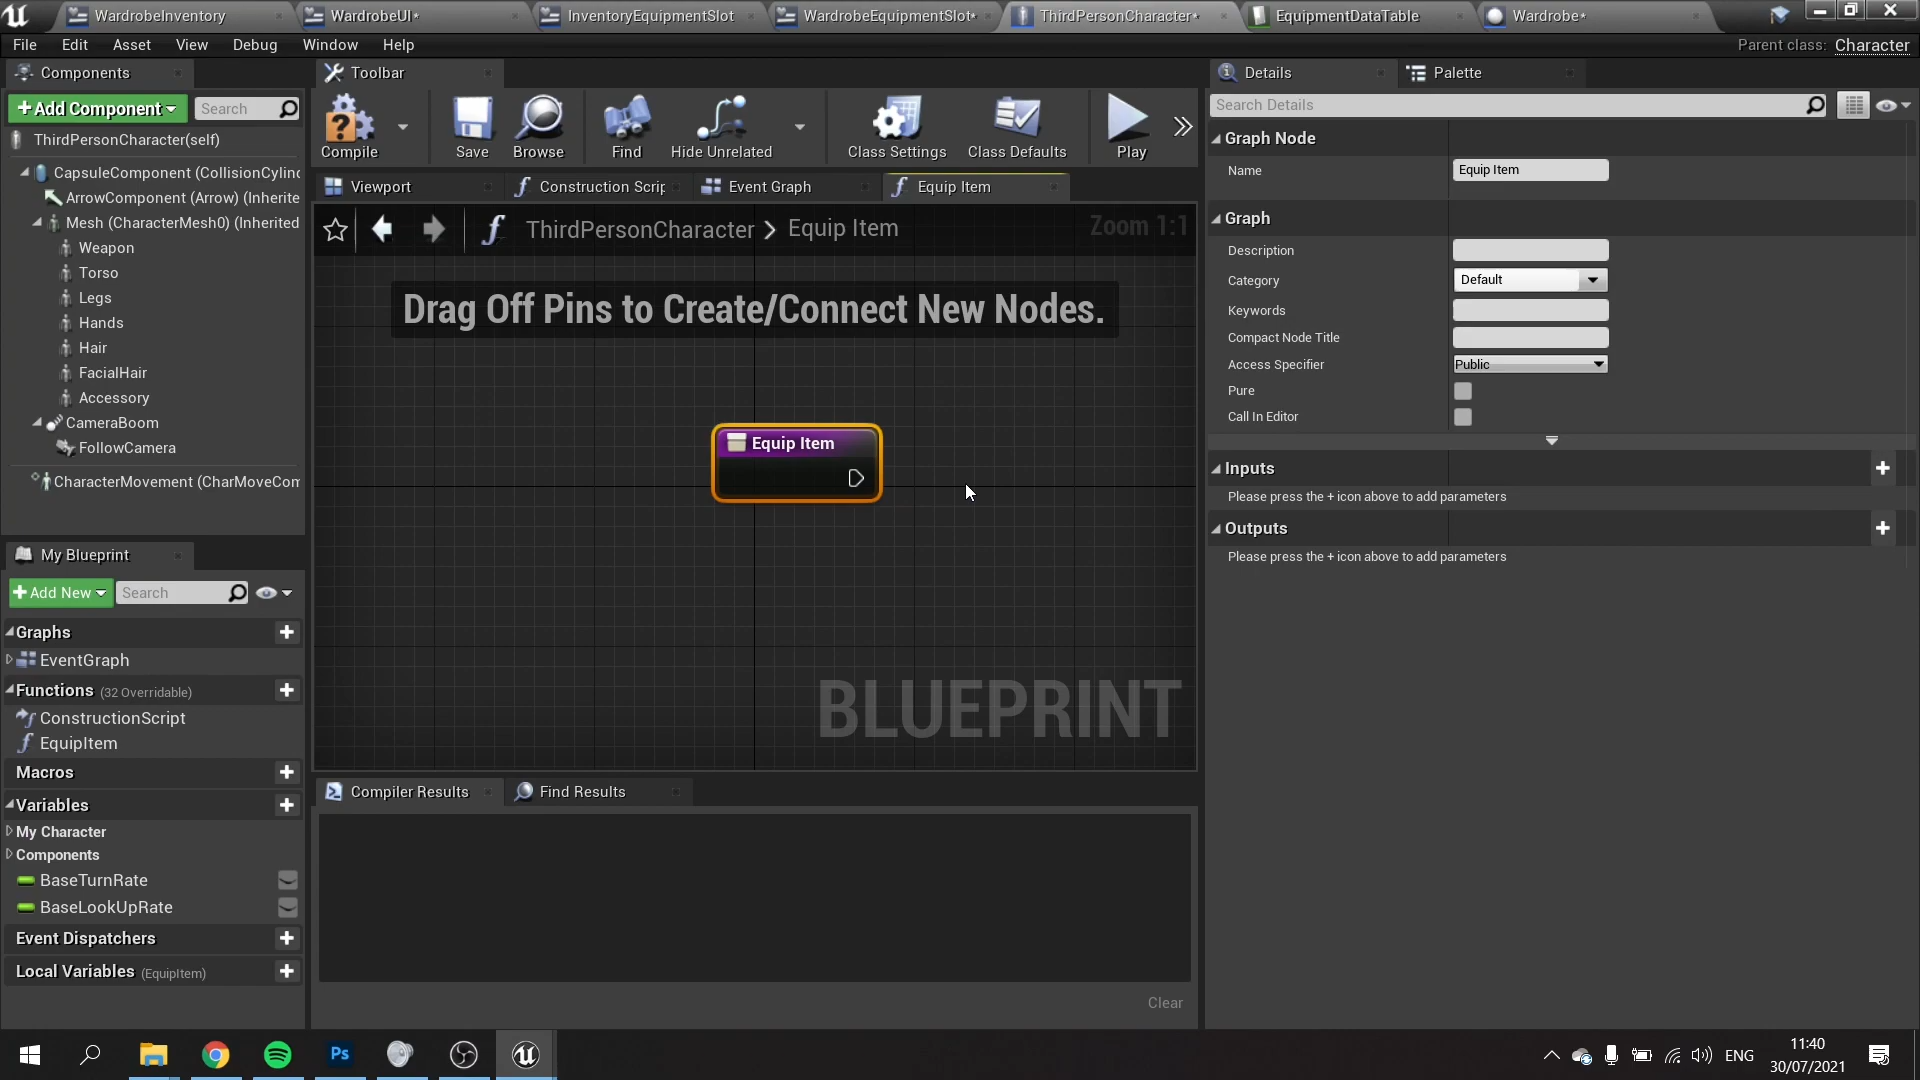 WardrobeInventory
WardrobeUI*
InventoryEquipmentSlot
WardrobeEquipmentSlot*
ThirdPersonCharacter*
EquipmentDataTable
Wardrobe*
File Edit Asset View Debug Window Help
Parent class: Character
Components
Toolbar
Details
Palette
+ Add Component
Search
Compile
Save
Browse
Find
Hide Unrelated
Class Settings
Class Defaults
Play
Search Details
ThirdPersonCharacter(self)
CapsuleComponent (CollisionCylin
ArrowComponent (Arrow) (Inherite
Mesh (CharacterMesh0) (Inherited
Weapon
Torso
Legs
Hands
Hair
FacialHair
Accessory
CameraBoom
FollowCamera
CharacterMovement (CharMoveCom
Viewport
Construction Scrip
Event Graph
Equip Item
ThirdPersonCharacter > Equip Item
Zoom 1:1
Drag Off Pins to Create/Connect New Nodes.
Equip Item
BLUEPRINT
Graph Node
Name Equip Item
Graph
Description
Category Default
Keywords
Compact Node Title
Access Specifier Public
Pure
Call In Editor
Inputs
Please press the + icon above to add parameters
Outputs
Please press the + icon above to add parameters
My Blueprint
+ Add New
Search
Graphs
EventGraph
Functions (32 Overridable)
ConstructionScript
EquipItem
Macros
Variables
My Character
Components
BaseTurnRate
BaseLookUpRate
Event Dispatchers
Local Variables (EquipItem)
Compiler Results
Find Results
Clear
Ps
ENG
11:40
30/07/2021